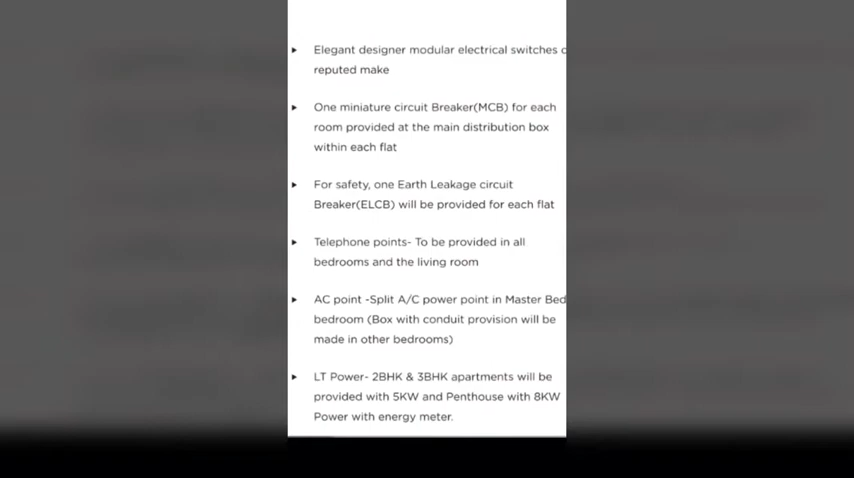 Elegant designer modular electrical switches
reputed make
One miniature circuit Breaker(MCB) for each
room provided at the main distribution box
within each flat
For safety, one Earth Leakage circuit
Breaker(ELCB) will be provided for each flat
Telephone points- To be provided in all
bedrooms and the living room
AC point -Split A/C power point in Master Bed
bedroom (Box with conduit provision will be
made in other bedrooms)
LT Power- 2BHK & 3BHK apartments will be
provided with 5KW and Penthouse with 8KW
Power with energy meter.